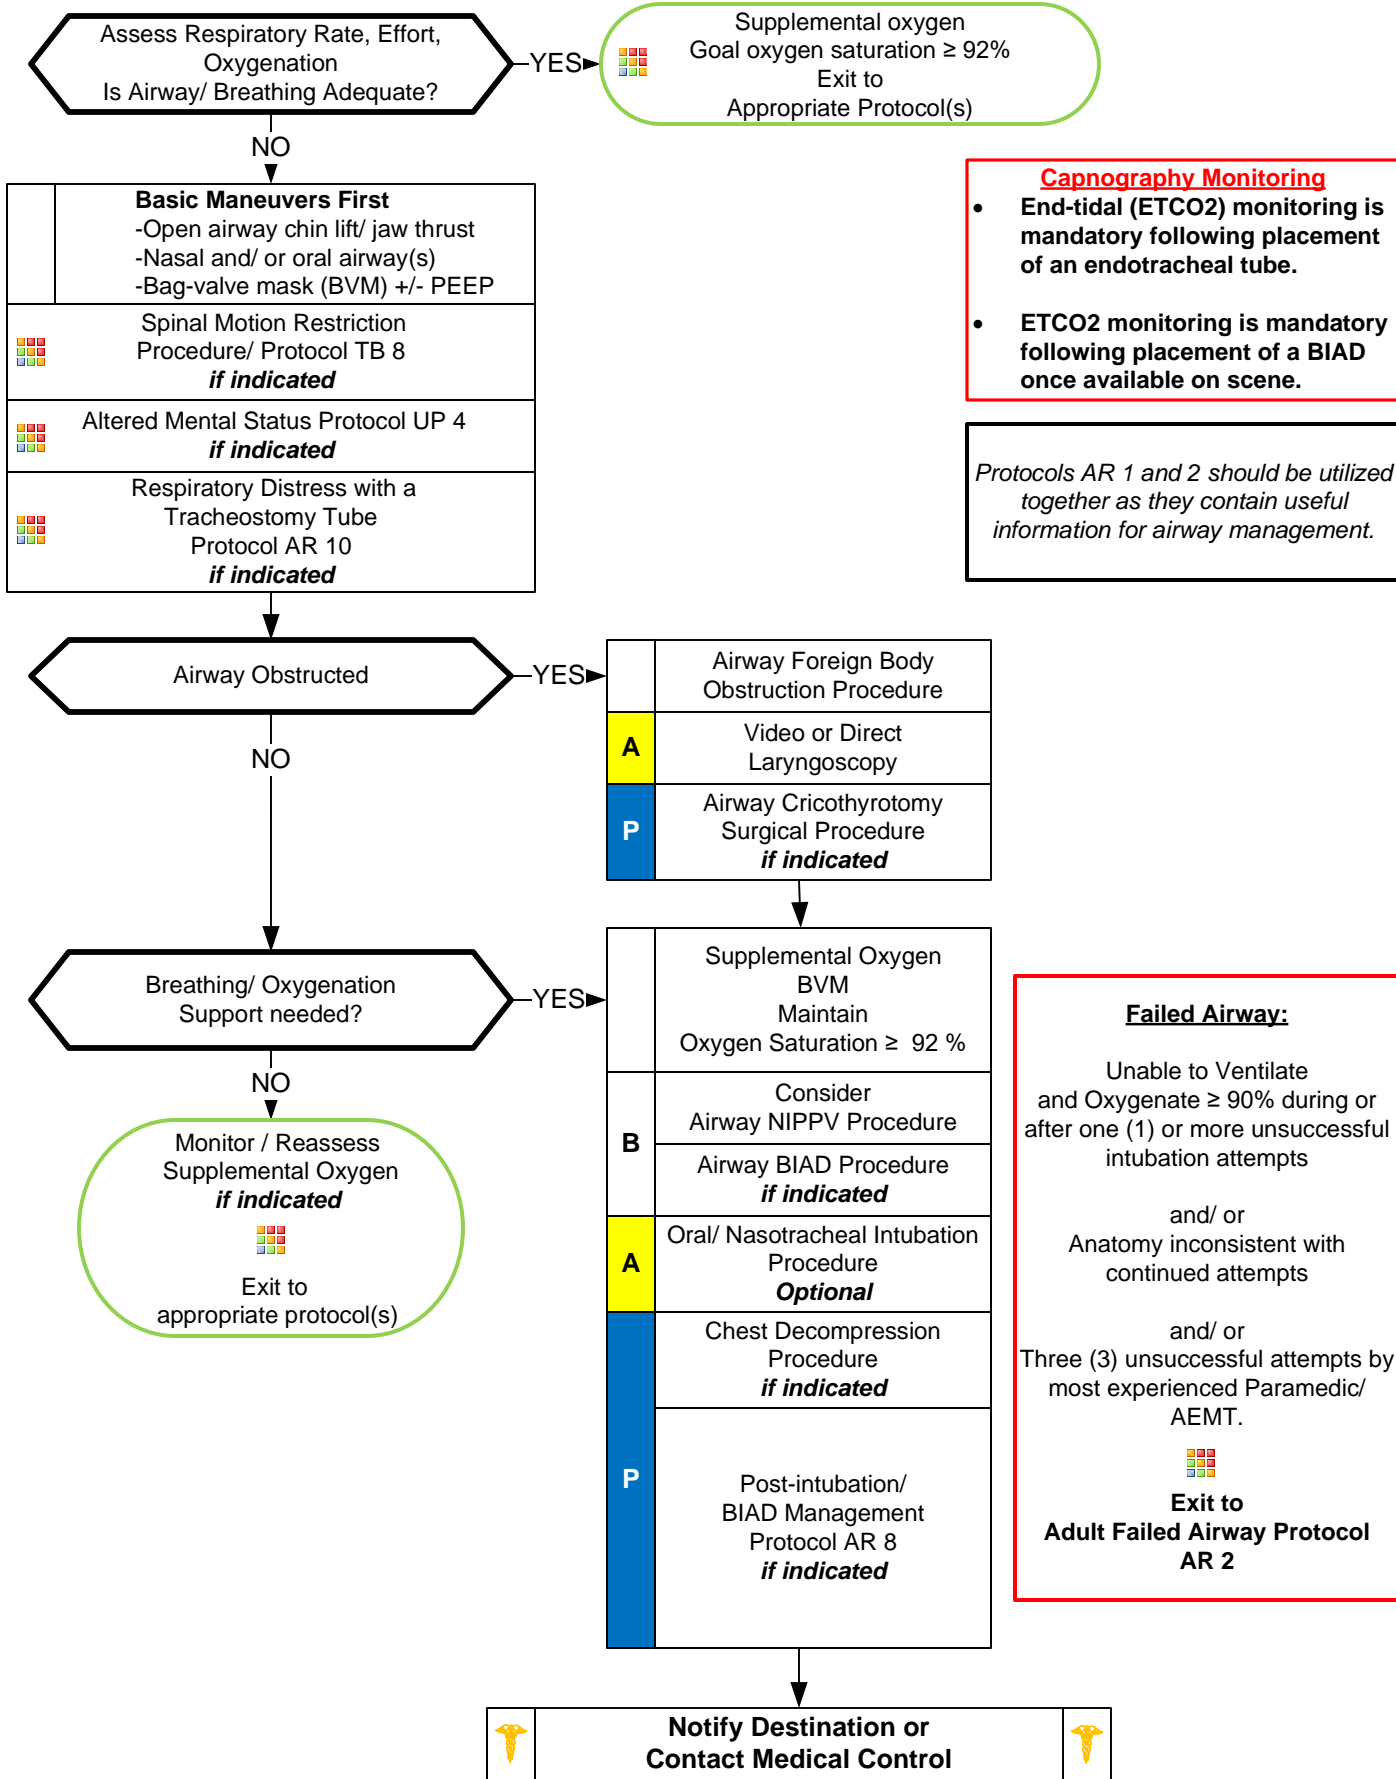 Assess Respiratory Rate, Effort,
Oxygenation
Is Airway/ Breathing Adequate?
YES
Supplemental oxygen
Goal oxygen saturation ≥ 92%
Exit to
Appropriate Protocol(s)
NO
Basic Maneuvers First
-Open airway chin lift/ jaw thrust
-Nasal and/ or oral airway(s)
-Bag-valve mask (BVM) +/- PEEP
Spinal Motion Restriction
Procedure/ Protocol TB 8
if indicated
Altered Mental Status Protocol UP 4
if indicated
Respiratory Distress with a
Tracheostomy Tube
Protocol AR 10
if indicated
Capnography Monitoring
• End-tidal (ETCO2) monitoring is
mandatory following placement
of an endotracheal tube.
• ETCO2 monitoring is mandatory
following placement of a BIAD
once available on scene.
Protocols AR 1 and 2 should be utilized
together as they contain useful
information for airway management.
Airway Obstructed
YES
Airway Foreign Body
Obstruction Procedure
A
Video or Direct
Laryngoscopy
P
Airway Cricothyrotomy
Surgical Procedure
if indicated
NO
Breathing/ Oxygenation
Support needed?
YES
Supplemental Oxygen
BVM
Maintain
Oxygen Saturation ≥ 92 %
B
Consider
Airway NIPPV Procedure
Airway BIAD Procedure
if indicated
A
Oral/ Nasotracheal Intubation
Procedure
Optional
P
Chest Decompression
Procedure
if indicated
Post-intubation/
BIAD Management
Protocol AR 8
if indicated
NO
Monitor / Reassess
Supplemental Oxygen
if indicated
Exit to
appropriate protocol(s)
Failed Airway:
Unable to Ventilate
and Oxygenate ≥ 90% during or
after one (1) or more unsuccessful
intubation attempts
and/ or
Anatomy inconsistent with
continued attempts
and/ or
Three (3) unsuccessful attempts by
most experienced Paramedic/
AEMT.
Exit to
Adult Failed Airway Protocol
AR 2
Notify Destination or
Contact Medical Control